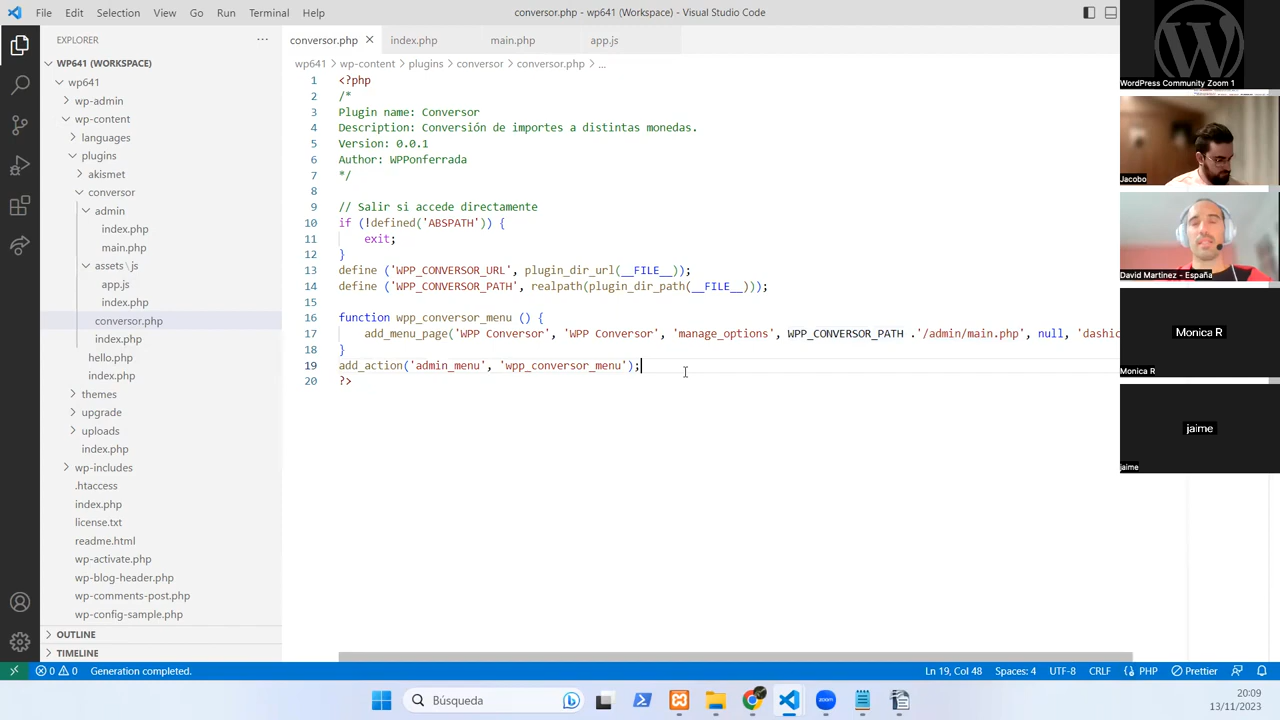 File Edit Selection View Go Run Terminal Help
conversor.php - wp641 (Workspace) - Visual Studio Code
EXPLORER
WP641 (WORKSPACE)
wp641
wp-admin
wp-content
languages
plugins
akismet
conversor
admin
index.php
main.php
assets\js
app.js
index.php
conversor.php
index.php
hello.php
index.php
themes
upgrade
uploads
index.php
wp-includes
.htaccess
index.php
license.txt
readme.html
wp-activate.php
wp-blog-header.php
wp-comments-post.php
wp-config-sample.php
OUTLINE
TIMELINE
conversor.php index.php main.php app.js
wp641 > wp-content > plugins > conversor > conversor.php > ...
1 <?php
2 /*
3 Plugin name: Conversor
4 Description: Conversión de importes a distintas monedas.
5 Version: 0.0.1
6 Author: WPPonferrada
7 */
8
9 // Salir si accede directamente
10 if (!defined('ABSPATH')) {
11 exit;
12 }
13 define ('WPP_CONVERSOR_URL', plugin_dir_url(__FILE__));
14 define ('WPP_CONVERSOR_PATH', realpath(plugin_dir_path(__FILE__)));
15
16 function wpp_conversor_menu () {
17 add_menu_page('WPP Conversor', 'WPP Conversor', 'manage_options', WPP_CONVERSOR_PATH .'/admin/main.php', null, 'dashic
18 }
19 add_action('admin_menu', 'wpp_conversor_menu');
20 ?>
WordPress Community Zoom 1
Jacobo
David Martinez - España
Monica R
Monica R
jaime
jaime
0 0 Generation completed.
Ln 19, Col 48 Spaces: 4 UTF-8 CRLF PHP Prettier
Búsqueda
zoom
20:09
13/11/2023